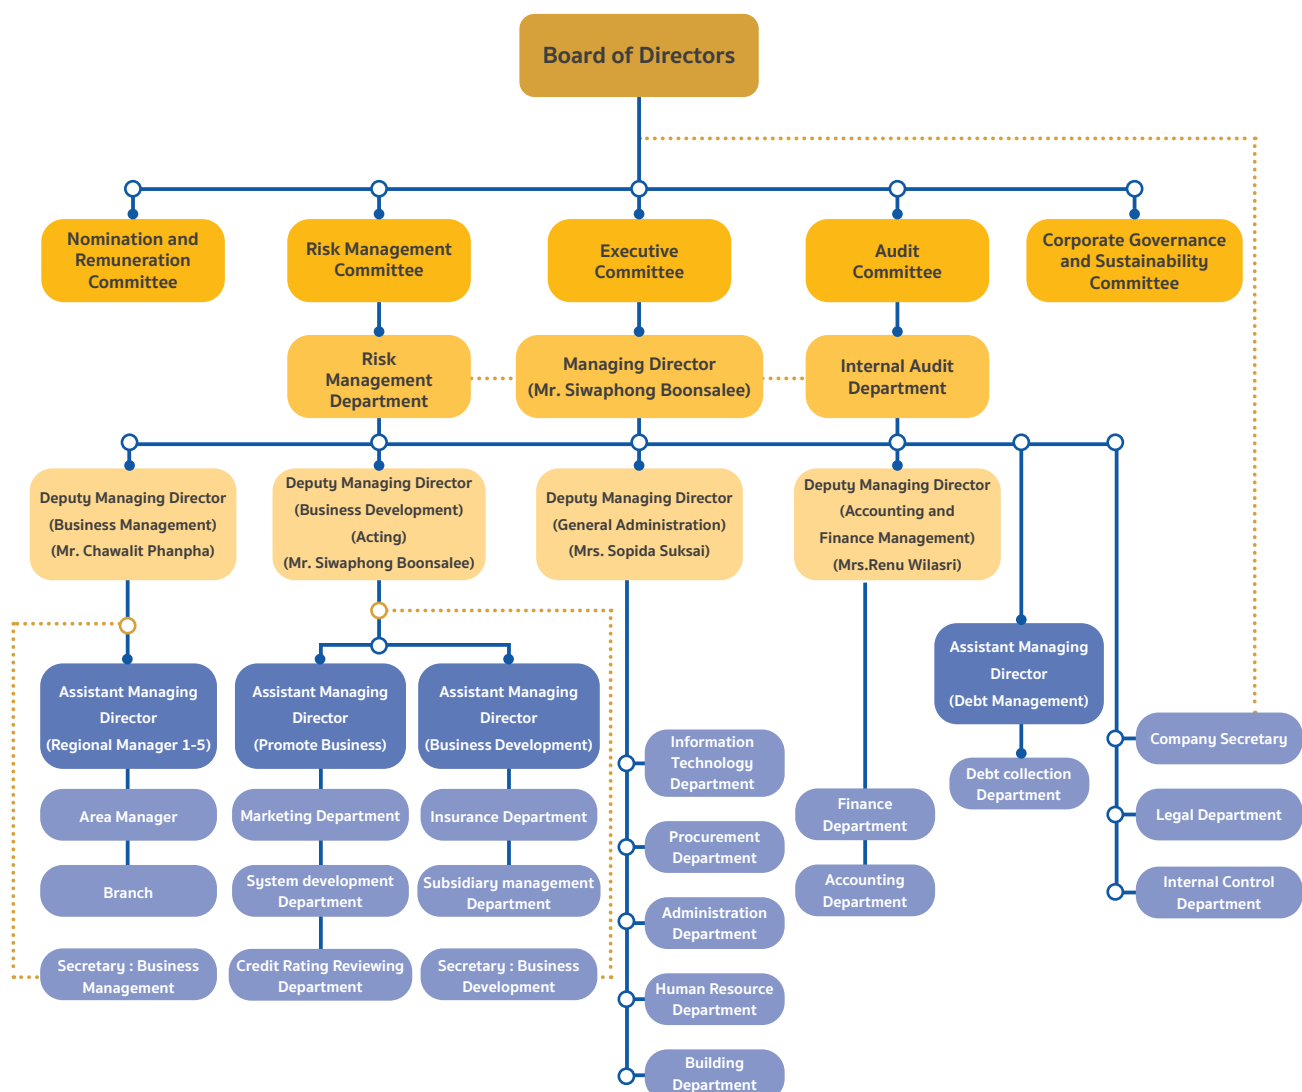 Board of Directors
Nomination and
Remuneration
Committee
Risk Management
Committee
Executive
Committee
Audit
Committee
Corporate Governance
and Sustainability
Committee
Risk
Management
Department
Managing Director
(Mr. Siwaphong Boonsalee)
Internal Audit
Department
Deputy Managing Director
(Business Management)
(Mr. Chawalit Phanpha)
Deputy Managing Director
(Business Development)
(Acting)
(Mr. Siwaphong Boonsalee)
Deputy Managing Director
(General Administration)
(Mrs. Sopida Suksai)
Deputy Managing Director
(Accounting and
Finance Management)
(Mrs.Renu Wilasri)
Assistant Managing
Director
(Regional Manager 1-5)
Area Manager
Branch
Secretary : Business
Management
Assistant Managing
Director
(Promote Business)
Marketing Department
System development
Department
Credit Rating Reviewing
Department
Assistant Managing
Director
(Business Development)
Insurance Department
Subsidiary management
Department
Secretary : Business
Development
Information
Technology
Department
Procurement
Department
Administration
Department
Human Resource
Department
Building
Department
Finance
Department
Accounting
Department
Assistant Managing
Director
(Debt Management)
Debt collection
Department
Company Secretary
Legal Department
Internal Control
Department